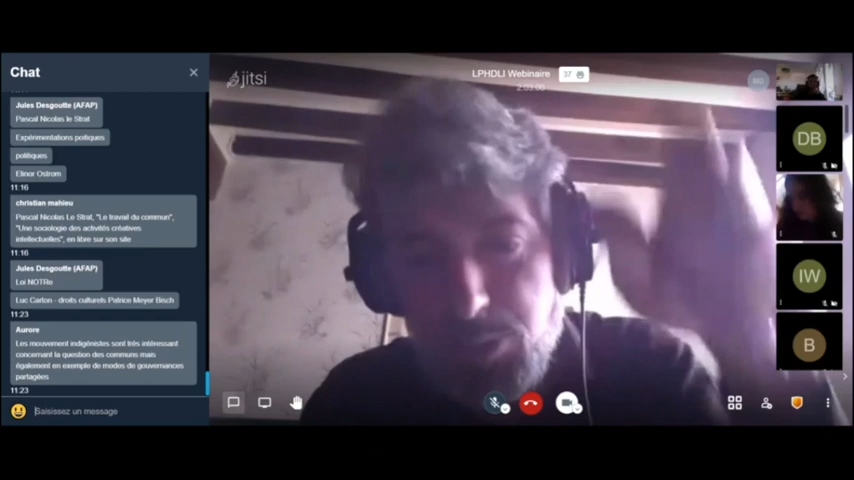 Chat
Jules Desgoutte (AFAP)
Pascal Nicolas le Strat
Expérimentations poitiques
politiques
Elinor Ostrom
11:16
christian mahieu
Pascal Nicolas Le Strat, "Le travail du commun",
"Une sociologie des activités créatives
intellectuelles", en libre sur son site
11:16
Jules Desgoutte (AFAP)
Loi NOTRe
Luc Carton - droits culturels Patrice Meyer Bisch
11:23
Aurore
Les mouvement indigénistes sont très intéressant
concernant la question des communs mais
également en exemple de modes de gouvernances
partagées
11:23
Saisissez un message
jitsi
LPHDLI Webinaire
37
DB
IW
B